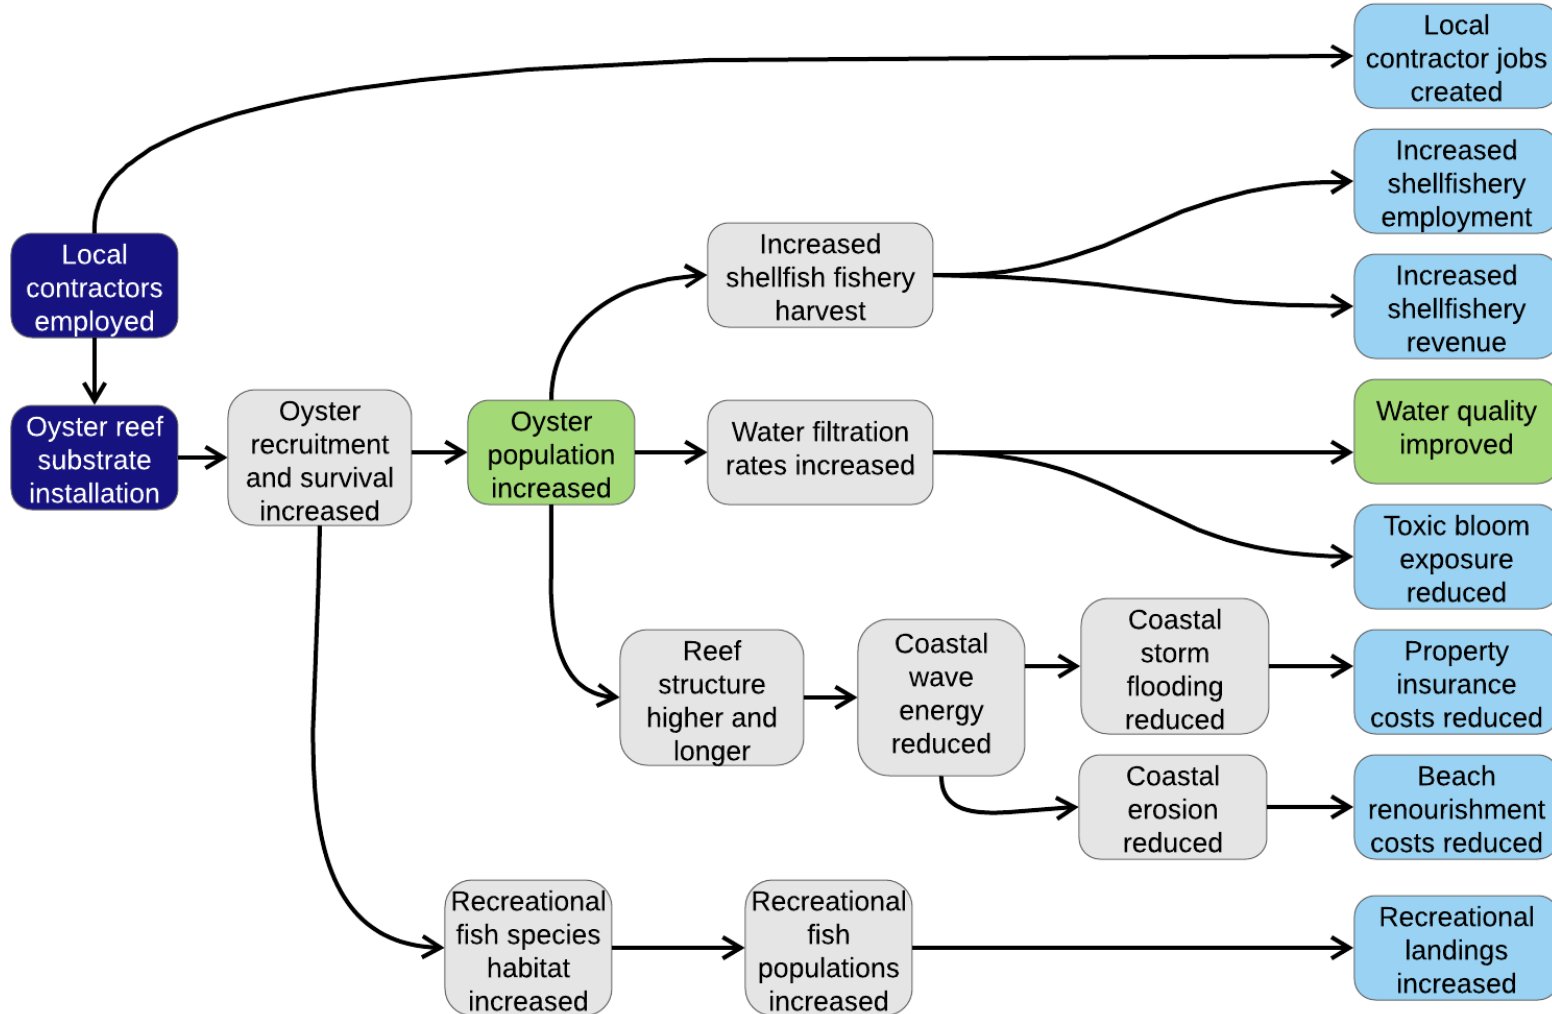 Local
contractor jobs
created
Increased
shellfishery
employment
Local
contractors
employed
Increased
shellfish fishery
harvest
Increased
shellfishery
revenue
Oyster reef
substrate
installation
Oyster
recruitment
and survival
increased
Oyster
population
increased
Water filtration
rates increased
Water quality
improved
Toxic bloom
exposure
reduced
Reef
structure
higher and
longer
Coastal
wave
energy
reduced
Coastal
storm
flooding
reduced
Property
insurance
costs reduced
Coastal
erosion
reduced
Beach
renourishment
costs reduced
Recreational
fish species
habitat
increased
Recreational
fish
populations
increased
Recreational
landings
increased